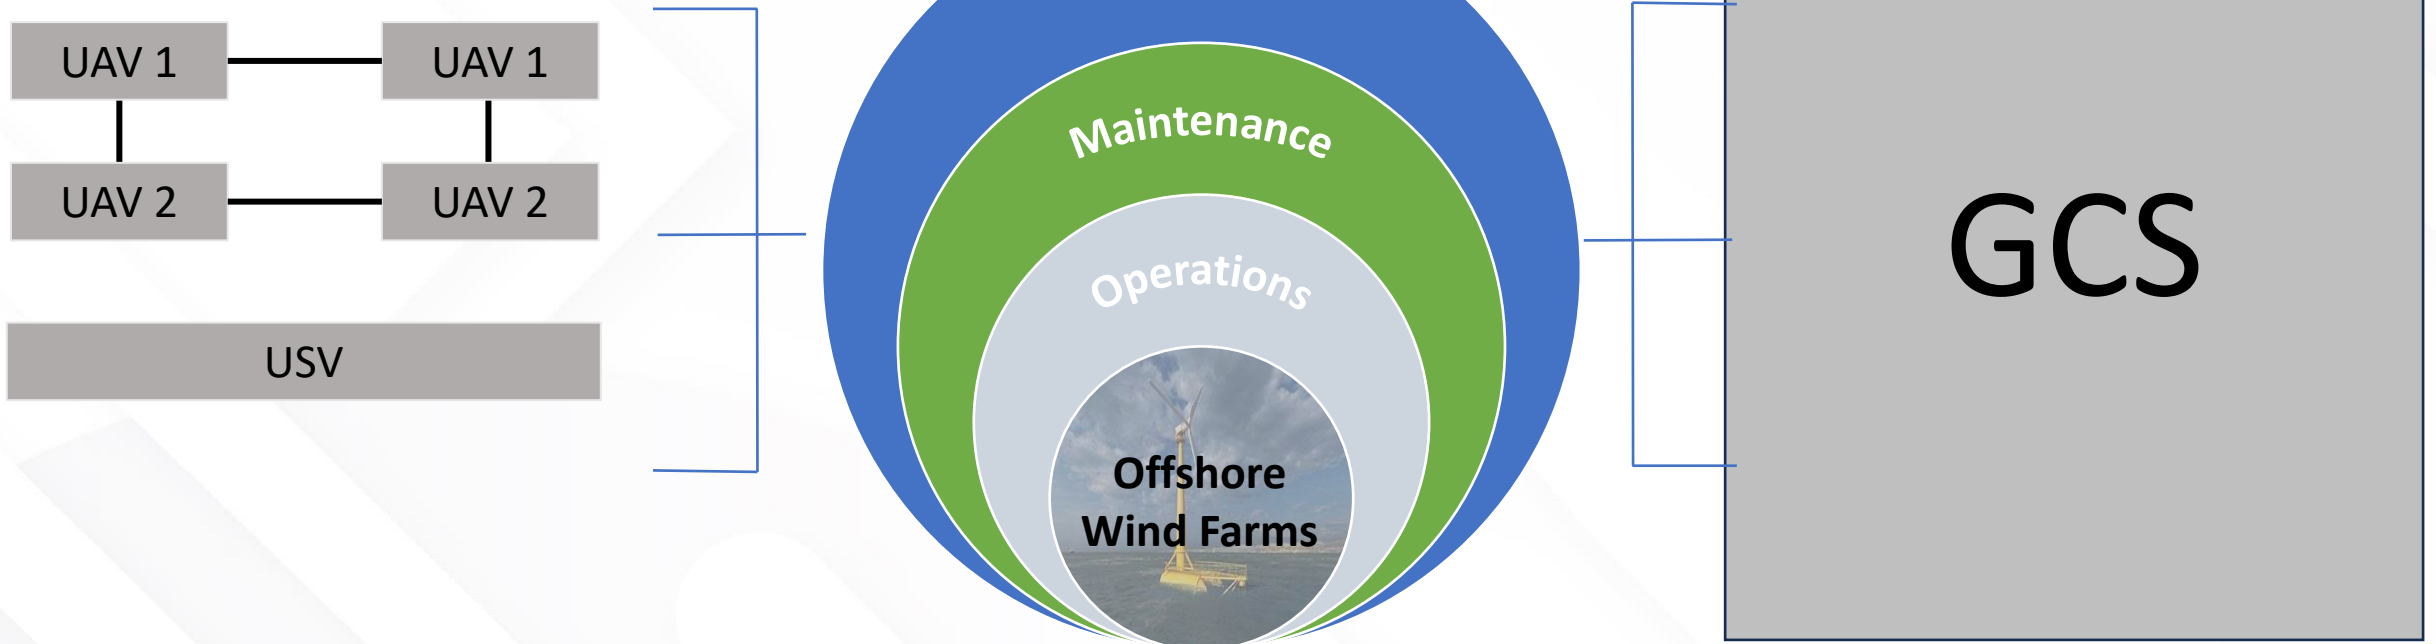 UAV 1
UAV 1
UAV 2
UAV 2
USV
Maintenance
Operations
Offshore
Wind Farms
GCS